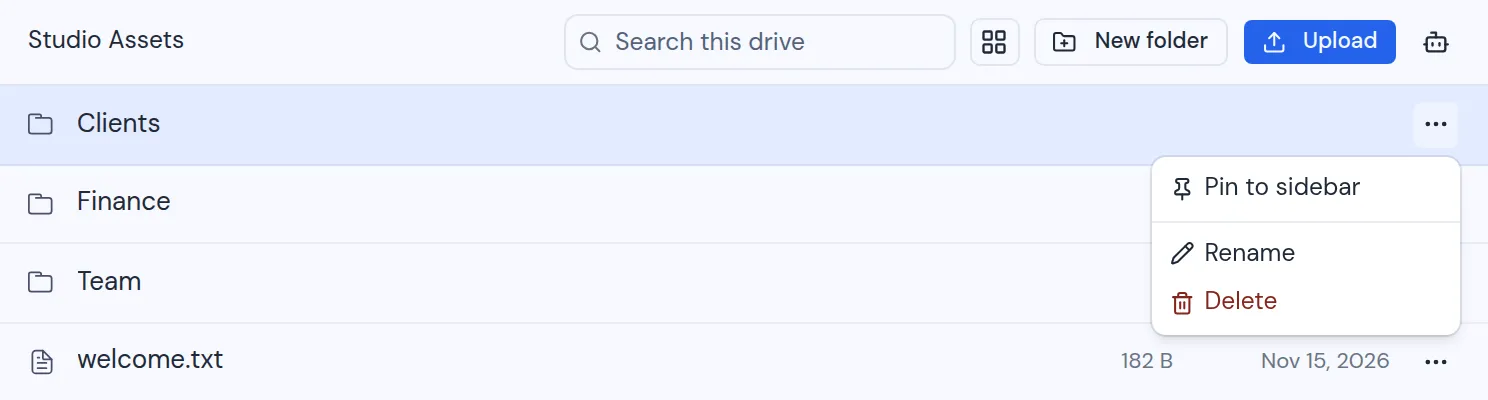 Studio Assets
Search this drive
New folder
Upload
Clients
Pin to sidebar
Finance
Rename
Team
Delete
welcome.txt
182 B
Nov 15, 2026